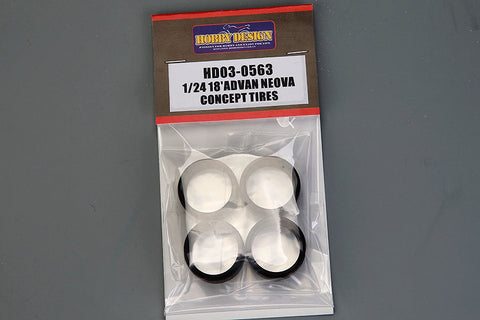 HOBBY DESIGN
HD03-0563
1/24 18'ADVAN NEOVA
CONCEPT TIRES